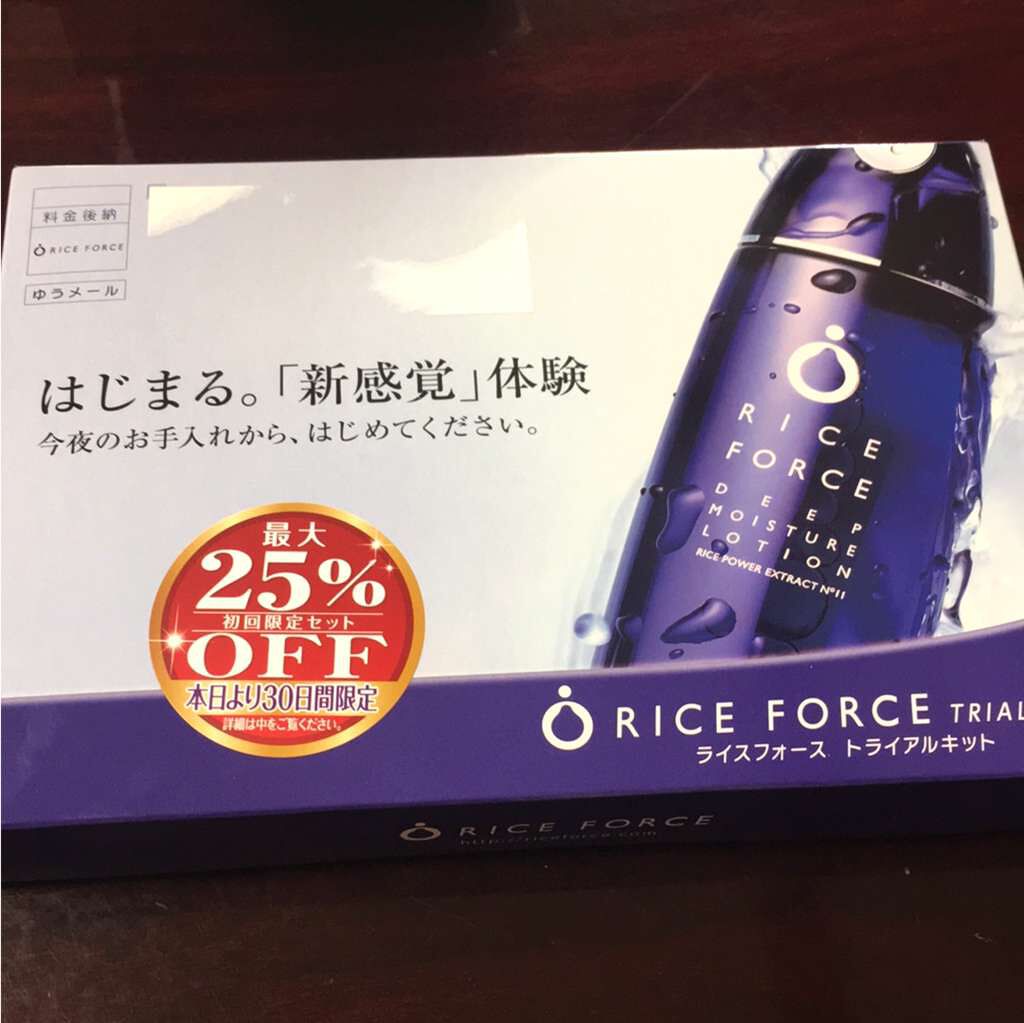 料金後納
RICE FORCE
ゆうメール
はじまる。「新感覚」体験
今夜のお手入れから、はじめてください。
最大
25%
初回限定セット
OFF
本日より30日間限定
詳細は中をご覧ください。
RICE
FORCE
DEEP
MOISTURE
LOTION
RICE POWER EXTRACT Nº11
RICE FORCE TRIAL
ライスフォース トライアルキット
RICE FORCE
http://riceforce.com